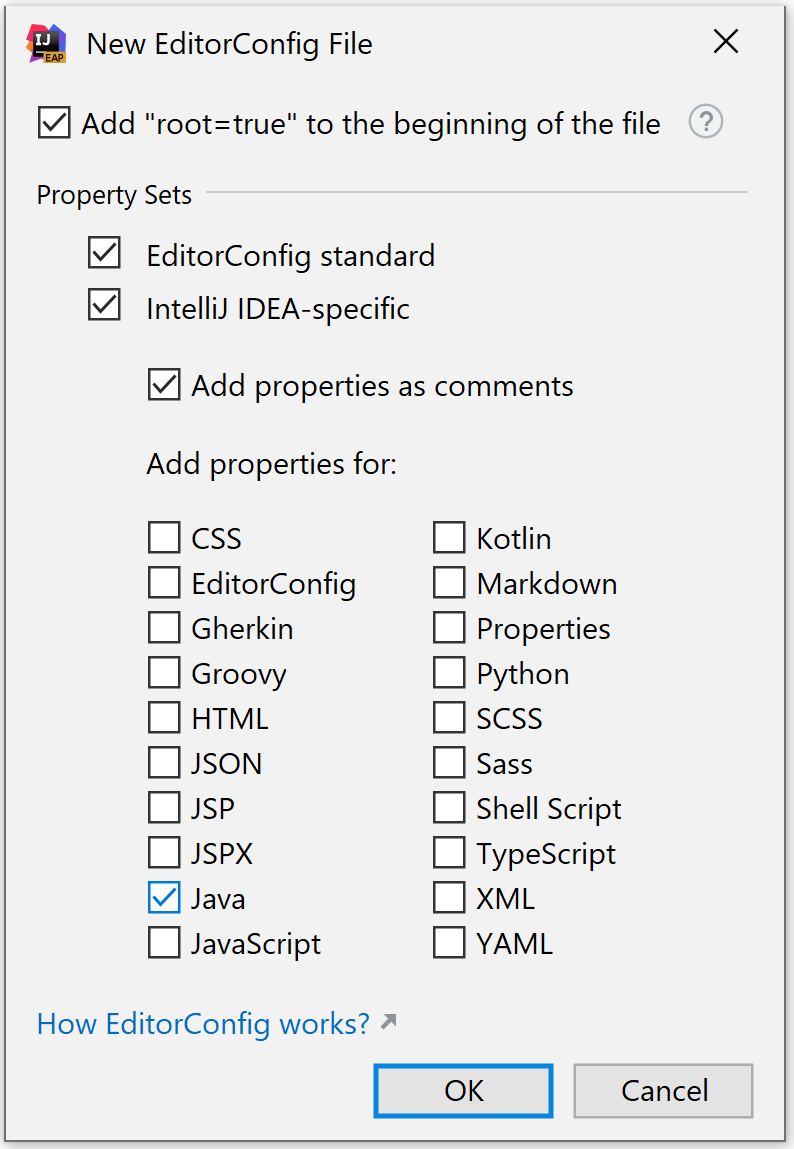 IJ
EAP
New EditorConfig File
Add "root=true" to the beginning of the file
?
Property Sets
EditorConfig standard
IntelliJ IDEA-specific
Add properties as comments
Add properties for:
CSS
EditorConfig
Gherkin
Groovy
HTML
JSON
JSP
JSPX
Java
JavaScript
Kotlin
Markdown
Properties
Python
SCSS
Sass
Shell Script
TypeScript
XML
YAML
How EditorConfig works?
OK
Cancel